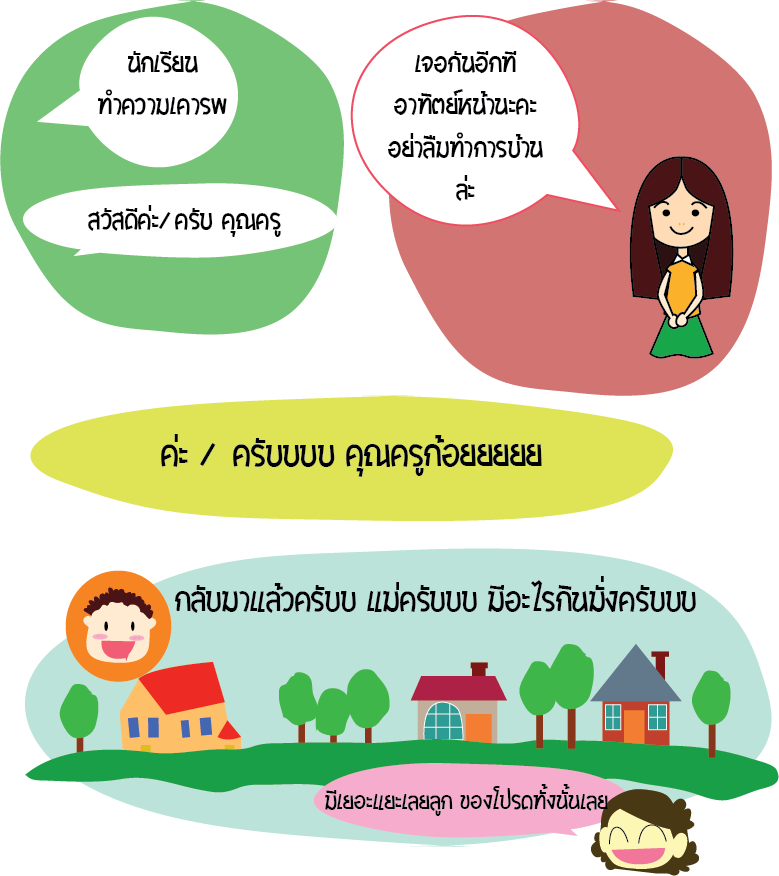 นักเรียน
ทำความเคารพ
สวัสดีค่ะ/ครับ คุณครู
เจอกันอีกที
อาทิตย์หน้านะคะ
อย่าลืมทำการบ้าน
ล่ะ
ค่ะ / ครับบบบ คุณครูก้อยยยยย
กลับมาแล้วครับบ แม่ครับบบ มีอะไรกินมั่งครับบบ
มีเยอะแยะเลยลูก ของโปรดทั้งนั้นเลย